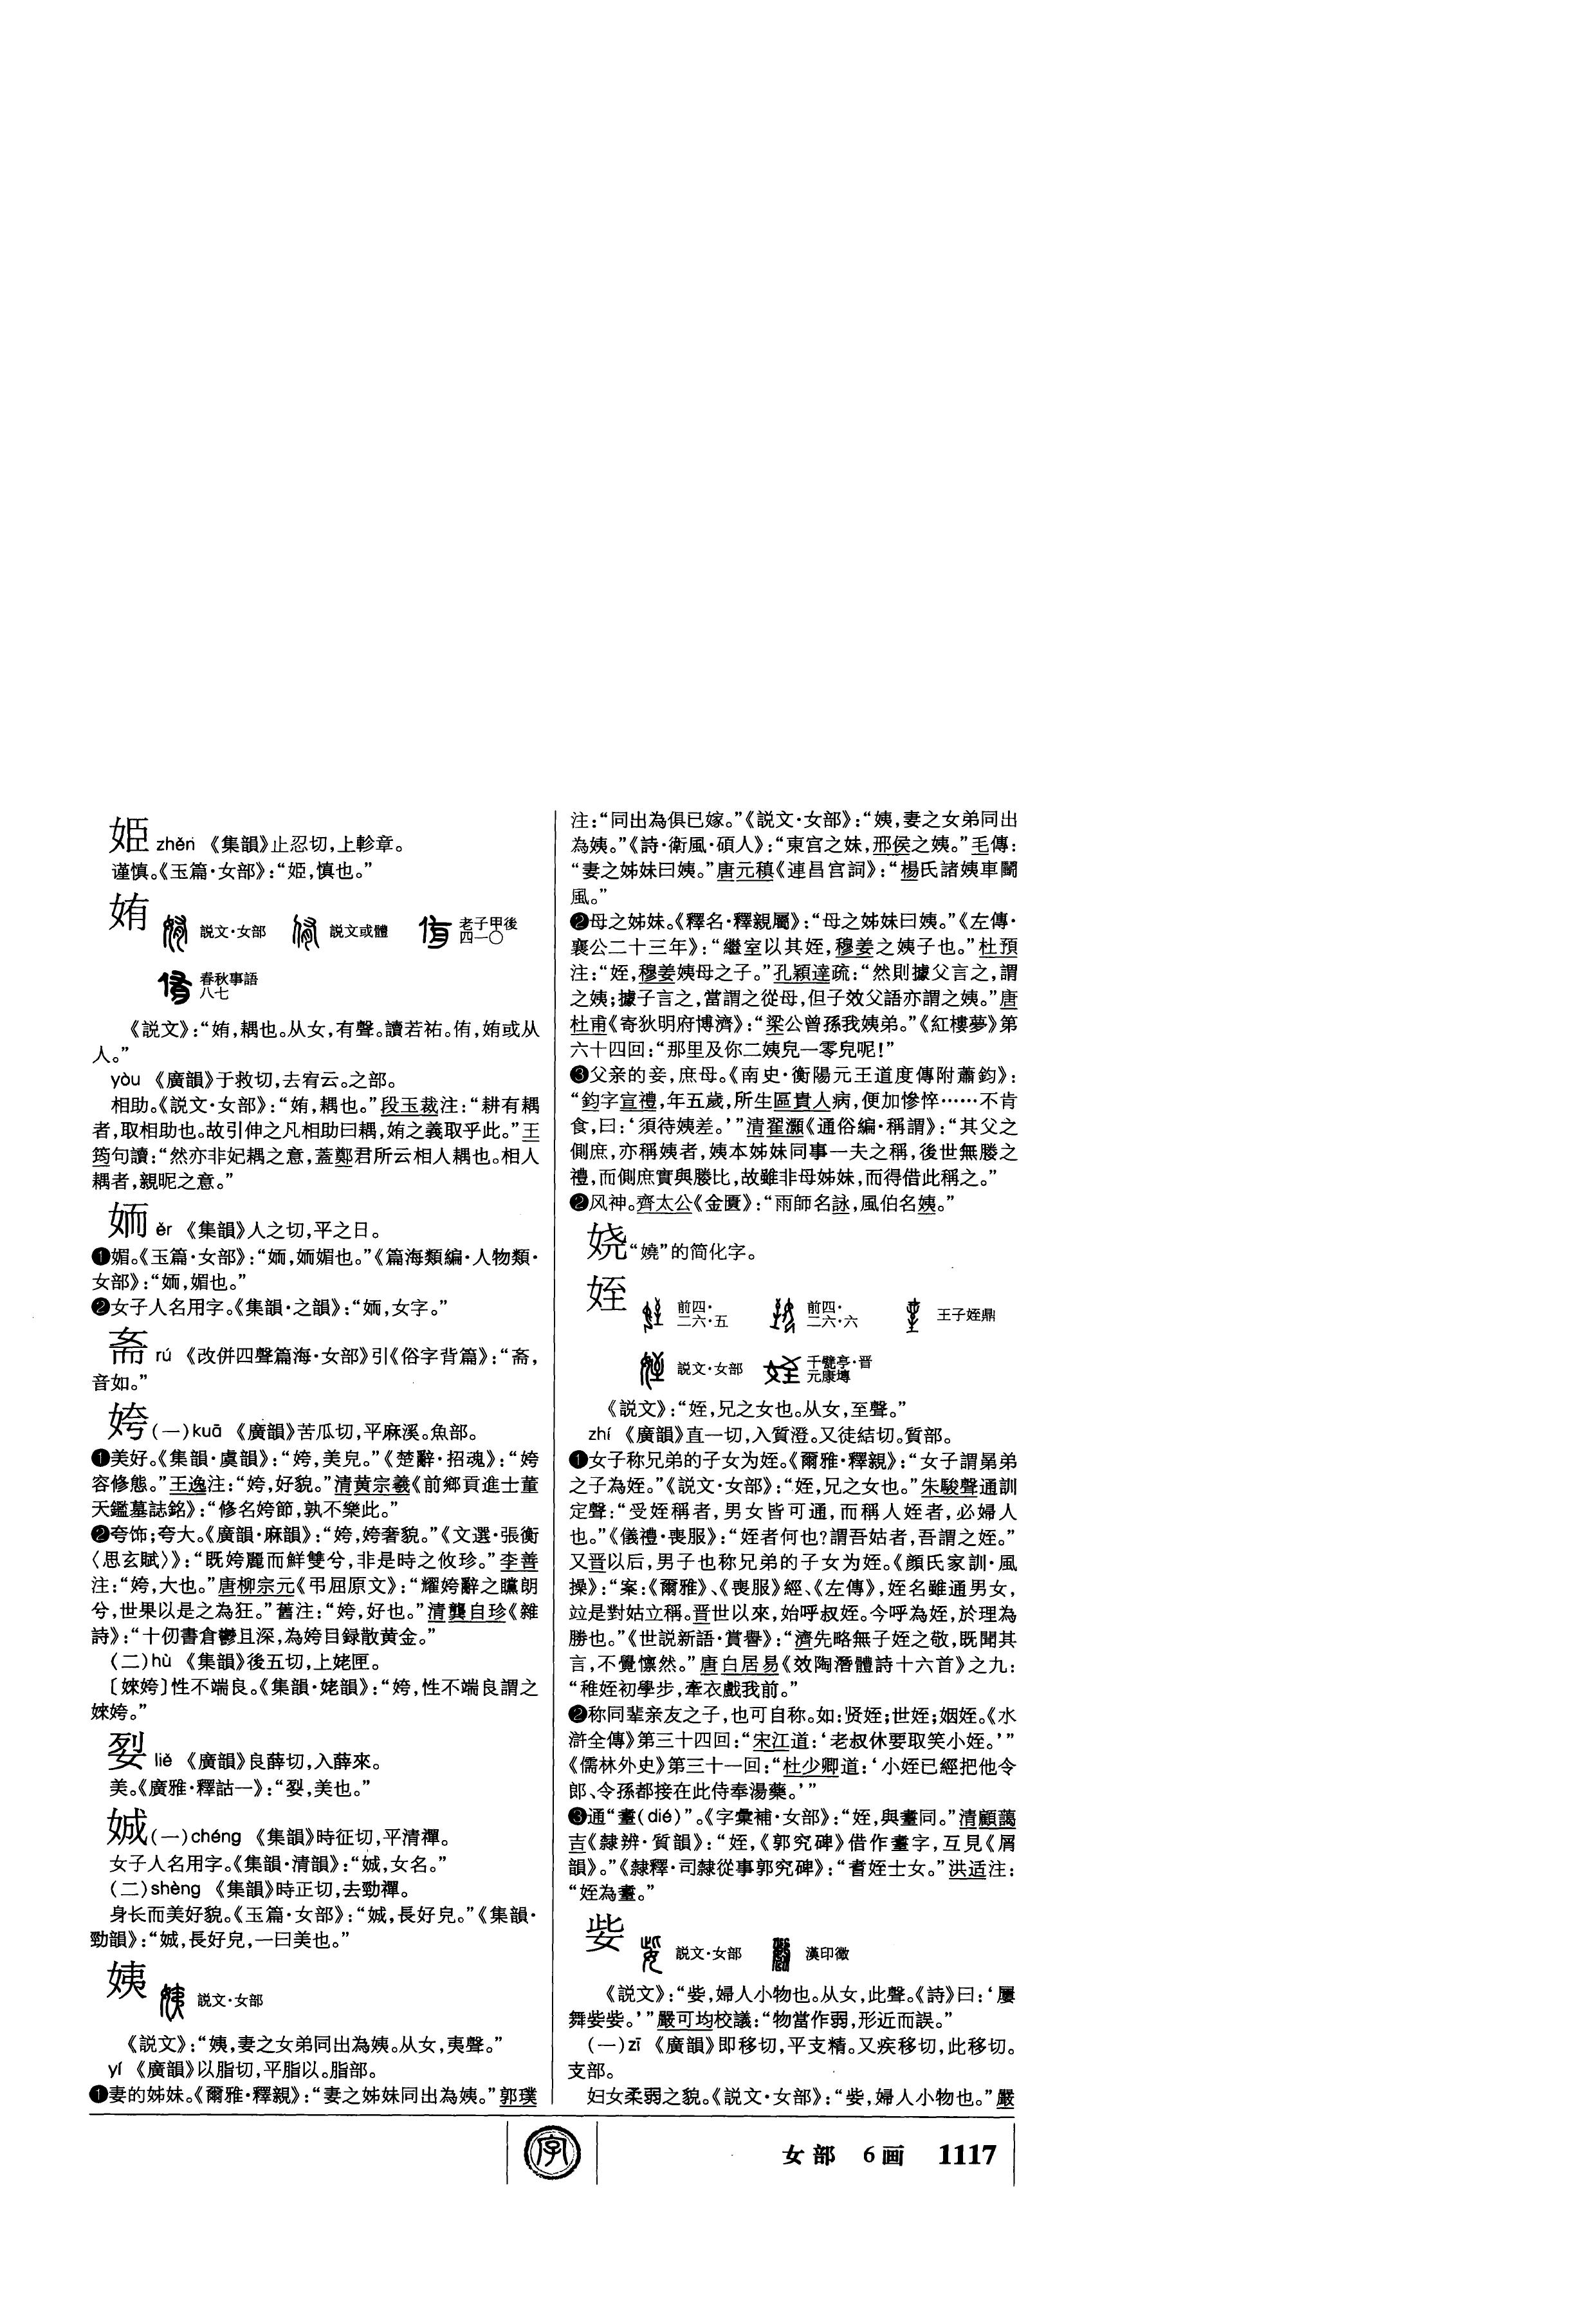 姫 zhěn 《集韻》止忍切,上軫章。
谨慎。《玉篇·女部》:“姫,慎也。”
姷 説文·女部 説文或體 老子甲後四一〇
春秋事語八七
《説文》:“姷,耦也。从女,有聲。讀若祐。侑,姷或从
人。”
yòu 《廣韻》于救切,去宥云。之部。
相助。《説文·女部》:“姷,耦也。”段玉裁注:“耕有耦
者,取相助也。故引伸之凡相助曰耦,姷之義取乎此。”王
筠句讀:“然亦非妃耦之意,蓋鄭君所云相人耦也。相人
耦者,親昵之意。”
㛅 ěr 《集韻》人之切,平之日。
❶媚。《玉篇·女部》:“㛅,㛅媚也。”《篇海類編·人物類·
女部》:“㛅,媚也。”
❷女子人名用字。《集韻·之韻》:“㛅,女字。”
rú 《改併四聲篇海·女部》引《俗字背篇》:“
音如。”
姱 (一)kuā 《廣韻》苦瓜切,平麻溪。魚部。
❶美好。《集韻·虞韻》:“姱,美皃。”《楚辭·招魂》:“姱
容修態。”王逸注:“姱,好貌。”清黄宗羲《前鄉貢進士董
天鑑墓誌銘》:“修名姱節,孰不樂此。”
❷夸饰;夸大。《廣韻·麻韻》:“姱,姱奢貌。”《文選·張衡
〈思玄賦〉》:“既姱麗而鮮雙兮,非是時之攸珍。”李善
注:“姱,大也。”唐柳宗元《弔屈原文》:“耀姱辭之矘朗
兮,世果以是之為狂。”舊注:“姱,好也。”清龔自珍《雜
詩》:“十仞書倉鬱且深,為姱目録散黄金。”
(二)hù 《集韻》後五切,上姥匣。
〔婡姱〕性不端良。《集韻·姥韻》:“姱,性不端良謂之
婡姱。”
㛃 liě 《廣韻》良薛切,入薛來。
美。《廣雅·釋詁一》:“㛃,美也。”
娍 (一)chéng 《集韻》時征切,平清禪。
女子人名用字。《集韻·清韻》:“娍,女名。”
(二)shèng 《集韻》時正切,去勁禪。
身长而美好貌。《玉篇·女部》:“娍,長好皃。”《集韻·
勁韻》:“娍,長好皃,一曰美也。”
姨 説文·女部
《説文》:“姨,妻之女弟同出為姨。从女,夷聲。”
yí 《廣韻》以脂切,平脂以。脂部。
❶妻的姊妹。《爾雅·釋親》:“妻之姊妹同出為姨。”郭璞
注:“同出為俱已嫁。”《説文·女部》:“姨,妻之女弟同出
為姨。”《詩·衛風·碩人》:“東宫之妹,邢侯之姨。”毛傳:
“妻之姊妹曰姨。”唐元稹《連昌宫詞》:“楊氏諸姨車鬭
風。”
❷母之姊妹。《釋名·釋親屬》:“母之姊妹曰姨。”《左傳·
襄公二十三年》:“繼室以其姪,穆姜之姨子也。”杜預
注:“姪,穆姜姨母之子。”孔穎達疏:“然則據父言之,謂
之姨;據子言之,當謂之從母,但子效父語亦謂之姨。”唐
杜甫《寄狄明府博濟》:“梁公曾孫我姨弟。”《紅樓夢》第
六十四回:“那里及你二姨兒一零兒呢!”
❸父亲的妾,庶母。《南史·衡陽元王道度傳附蕭鈞》:
“鈞字宣禮,年五歲,所生區貴人病,便加慘悴……不肯
食,曰:‘須待姨差。’”清翟灝《通俗編·稱謂》:“其父之
側庶,亦稱姨者,姨本姊妹同事一夫之稱,後世無媵之
禮,而側庶實與媵比,故雖非母姊妹,而得借此稱之。”
❷风神。齊太公《金匱》:“雨師名詠,風伯名姨。”
娆 “嬈”的简化字。
姪 前四·二六·五 前四·二六·六 王子姪鼎
説文·女部 千甓亭·晋元康塼
《説文》:“姪,兄之女也。从女,至聲。”
zhí 《廣韻》直一切,入質澄。又徒結切。質部。
❶女子称兄弟的子女为姪。《爾雅·釋親》:“女子謂晜弟
之子為姪。”《説文·女部》:“姪,兄之女也。”朱駿聲通訓
定聲:“受姪稱者,男女皆可通,而稱人姪者,必婦人
也。”《儀禮·喪服》:“姪者何也?謂吾姑者,吾謂之姪。”
又晋以后,男子也称兄弟的子女为姪。《顔氏家訓·風
操》:“案:《爾雅》、《喪服》經、《左傳》,姪名雖通男女,
竝是對姑立稱。晋世以來,始呼叔姪。今呼為姪,於理為
勝也。”《世説新語·賞譽》:“濟先略無子姪之敬,既聞其
言,不覺懔然。”唐白居易《效陶潛體詩十六首》之九:
“稚姪初學步,牽衣戲我前。”
❷称同辈亲友之子,也可自称。如:贤姪;世姪;姻姪。《水
滸全傳》第三十四回:“宋江道:‘老叔休要取笑小姪。’”
《儒林外史》第三十一回:“杜少卿道:‘小姪已經把他令
郎、令孫都接在此侍奉湯藥。’”
❸通“耊(dié)”。《字彙補·女部》:“姪,與耊同。”清顧藹
吉《隸辨·質韻》:“姪,《郭究碑》借作耊字,互見《屑
韻》。”《隸釋·司隸從事郭究碑》:“耆姪士女。”洪适注:
“姪為耊。”
姕 説文·女部 漢印徵
《説文》:“姕,婦人小物也。从女,此聲。《詩》曰:‘屢
舞姕姕。’”嚴可均校議:“物當作弱,形近而誤。”
(一)zī 《廣韻》即移切,平支精。又疾移切,此移切。
支部。
妇女柔弱之貌。《説文·女部》:“姕,婦人小物也。”嚴
字
女部 6画 1117